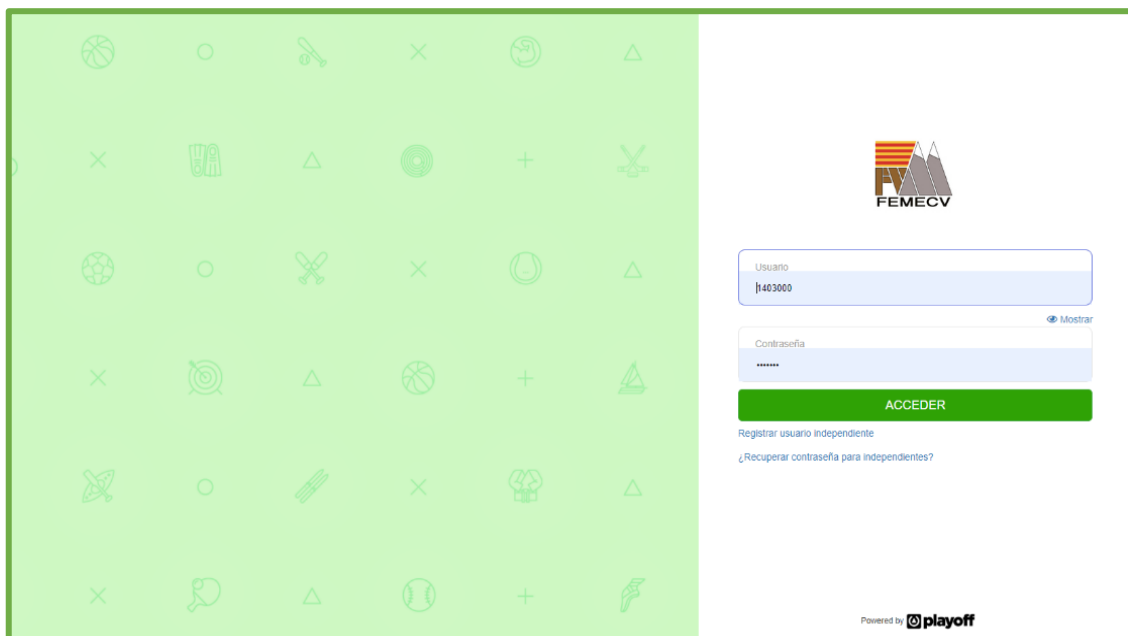 FEMECV
Usuario
1403000
Mostrar
Contraseña
•••••••
ACCEDER
Registrar usuario independiente
¿Recuperar contraseña para independientes?
Powered by playoff